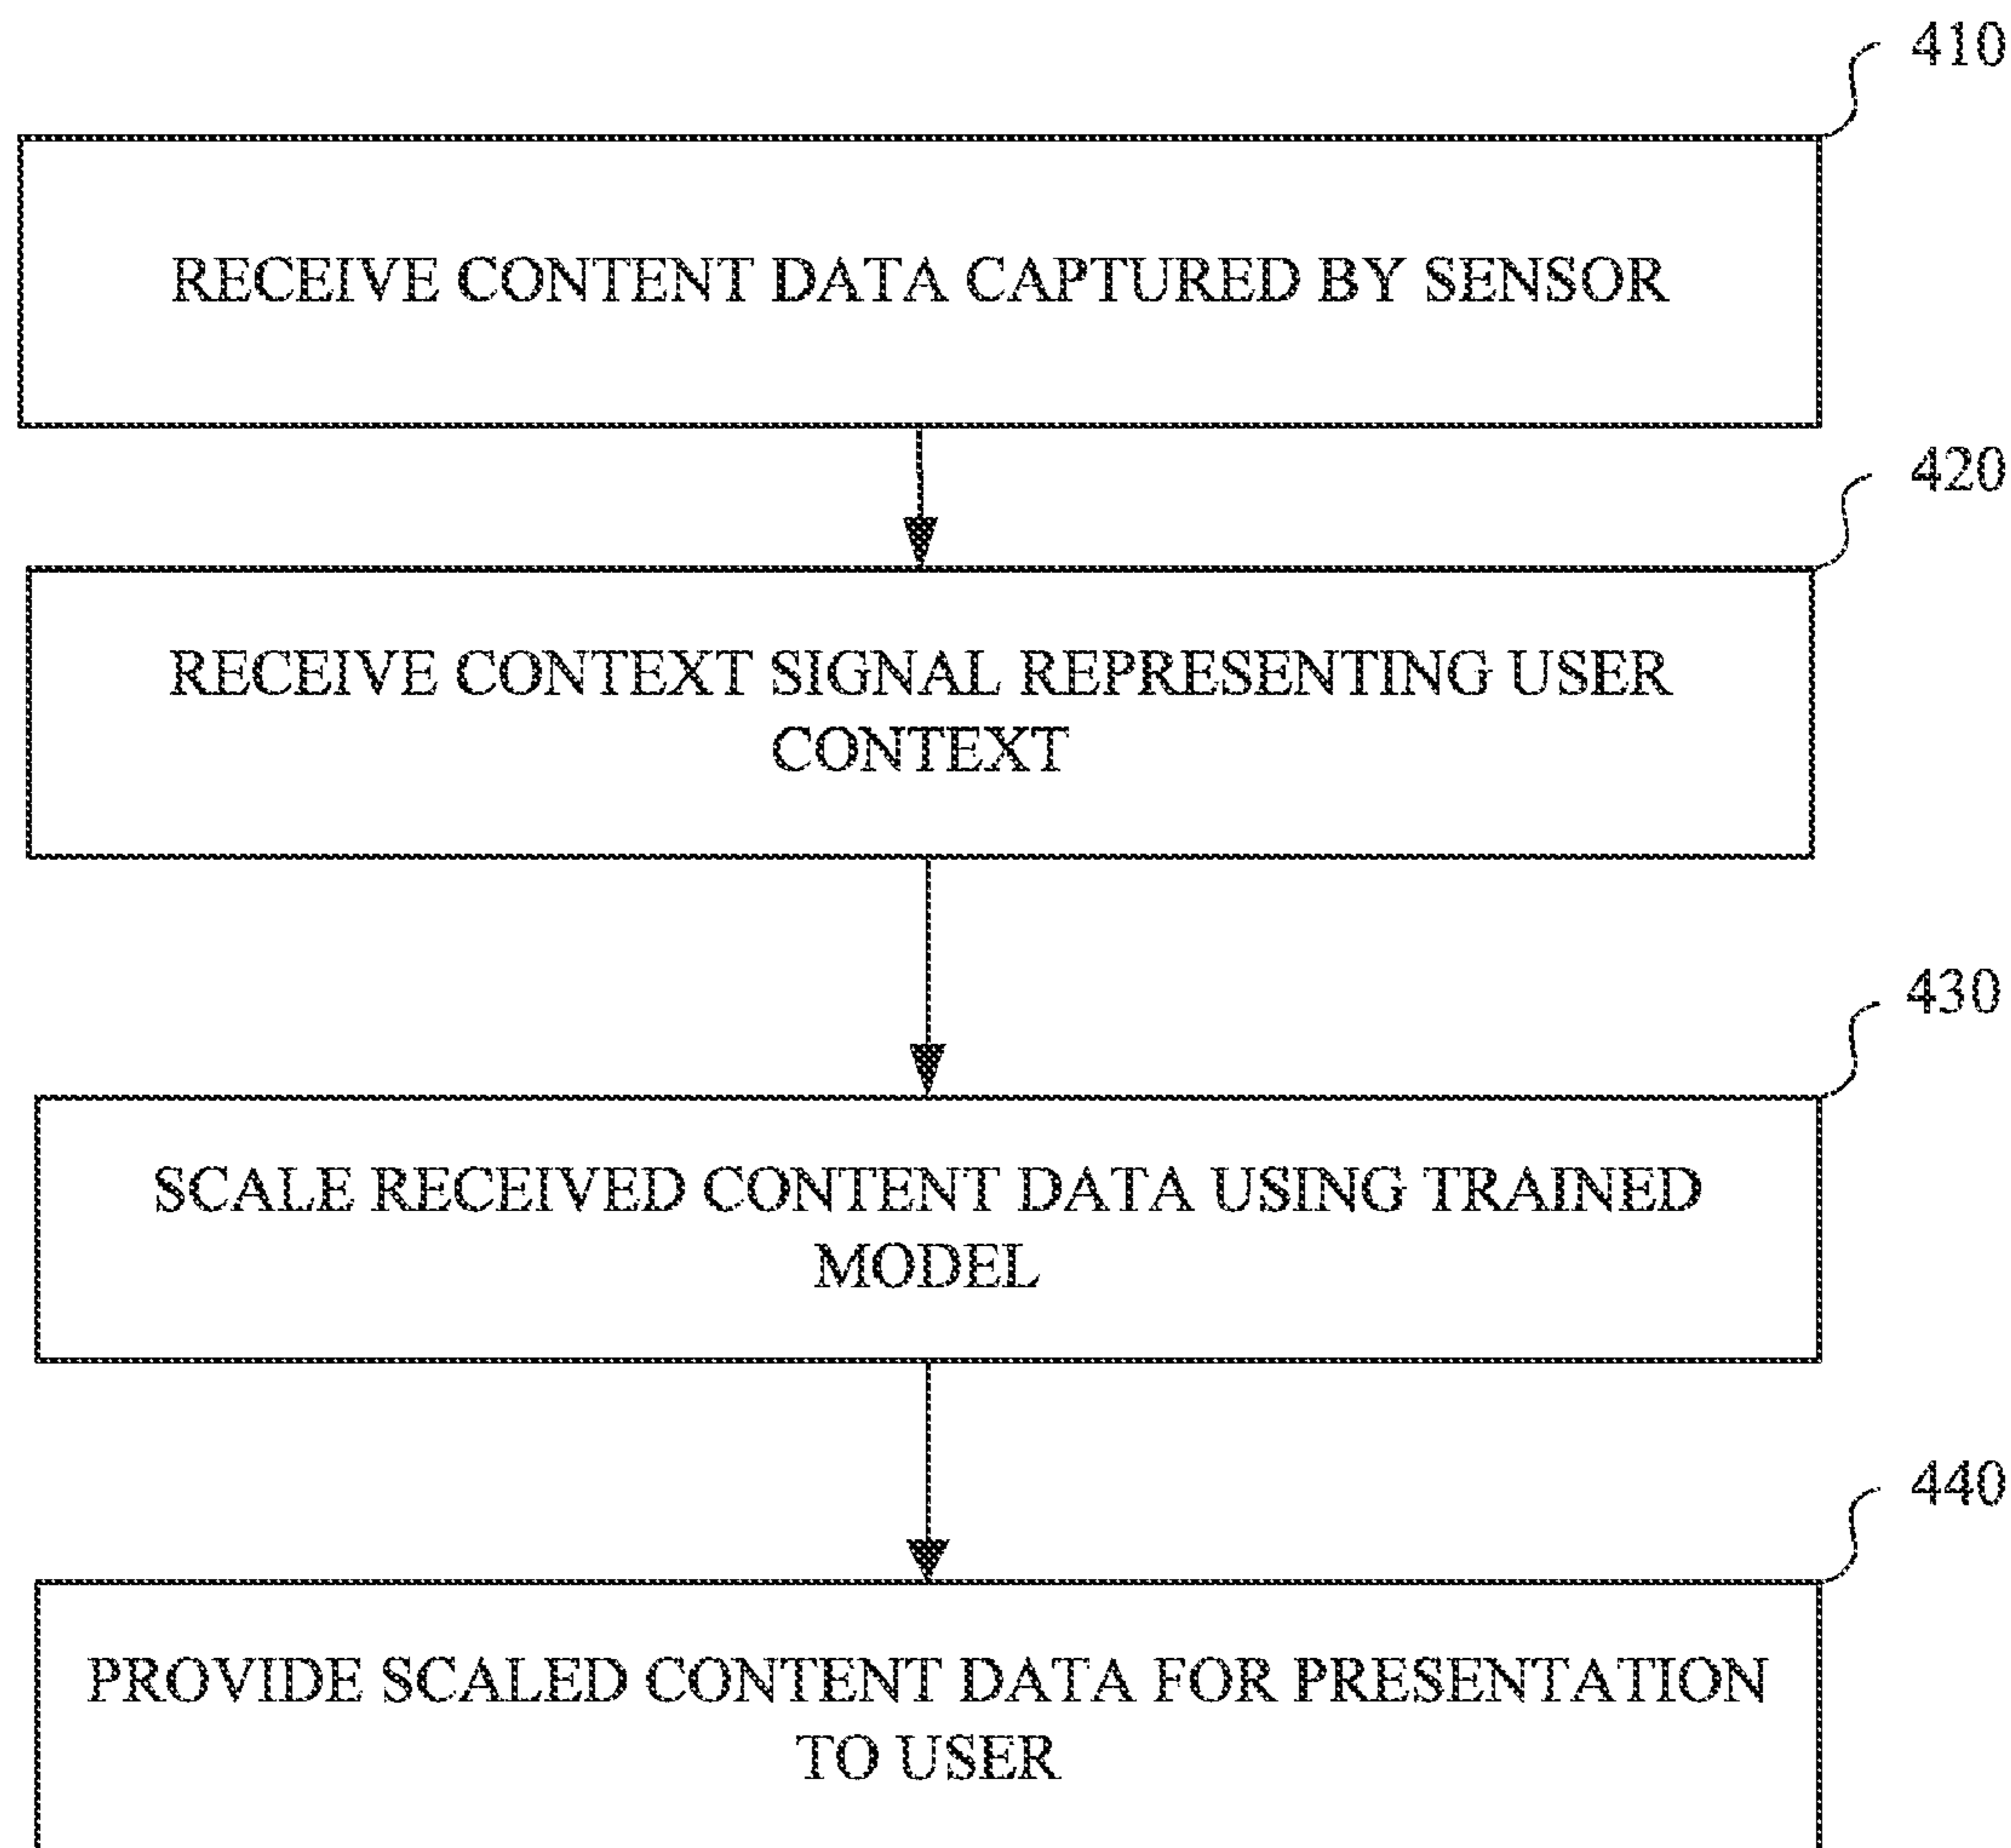 410
RECEIVE CONTENT DATA CAPTURED BY SENSOR
420
RECEIVE CONTEXT SIGNAL REPRESENTING USER
CONTEXT
430
SCALE RECEIVED CONTENT DATA USING TRAINED
MODEL
440
PROVIDE SCALED CONTENT DATA FOR PRESENTATION
TO USER